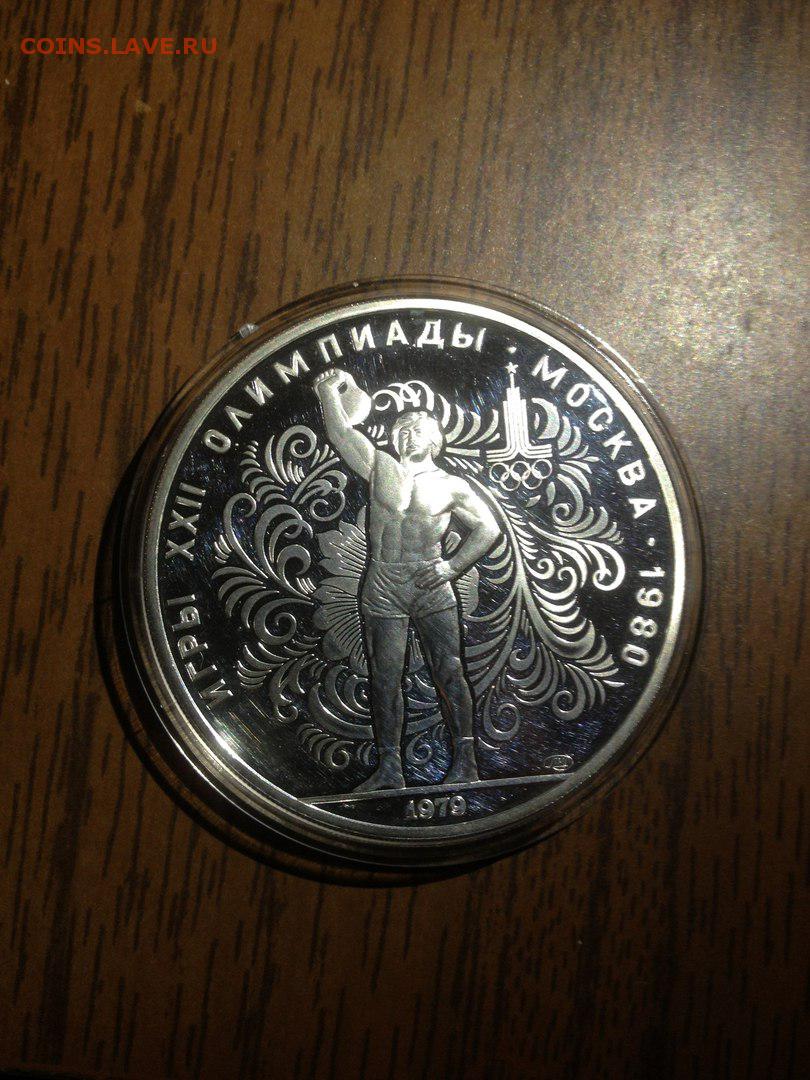 COINS.LAVE.RU
ИГРЫ XXII ОЛИМПИАДЫ · МОСКВА · 1980
1979